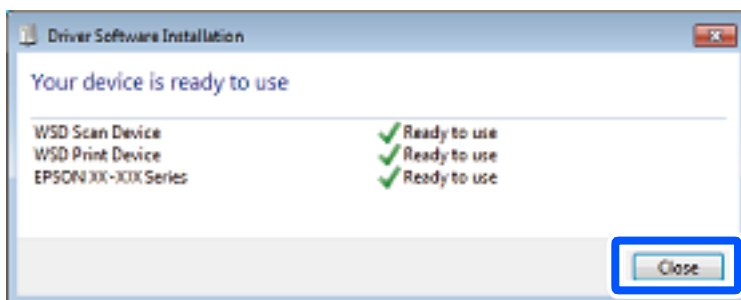 Driver Software Installation
Your device is ready to use
WSD Scan Device Ready to use
WSD Print Device Ready to use
EPSON XX-XXX Series Ready to use
Close